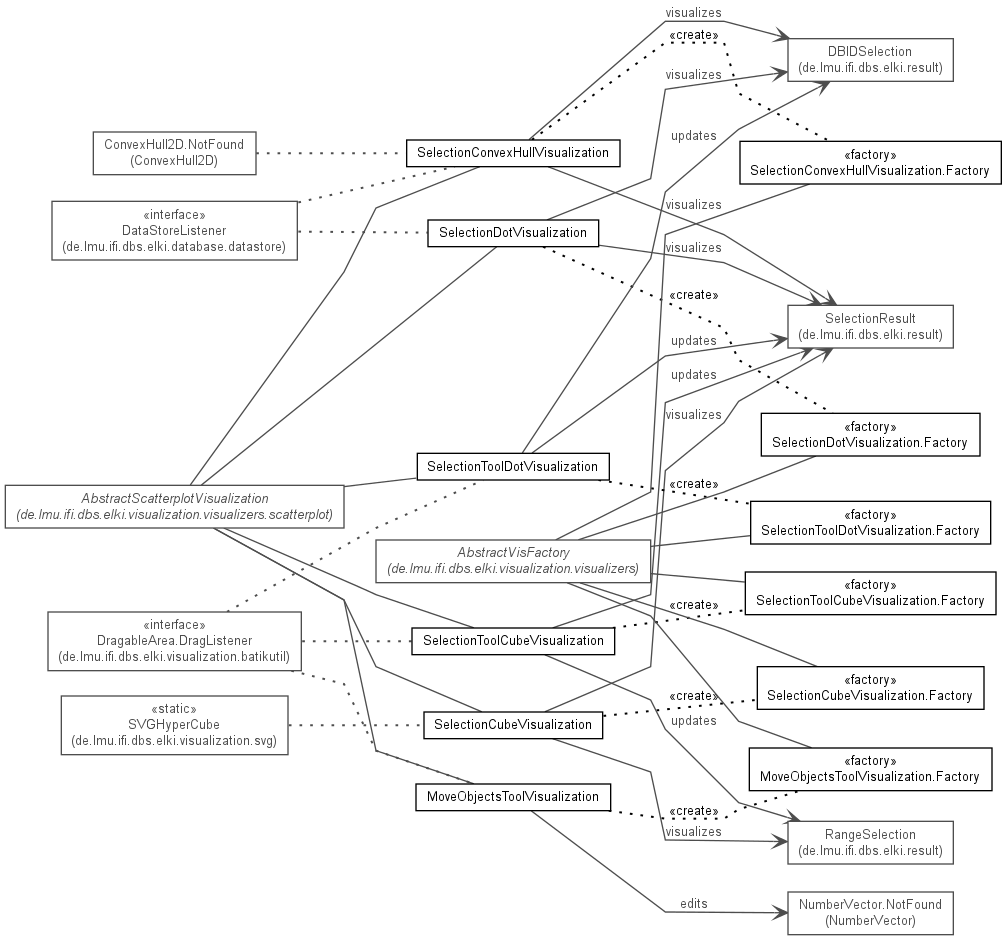 visualizes
«create»
DBIDSelection
(de.lmu.ifi.dbs.elki.result)
visualizes
updates
ConvexHull2D.NotFound
(ConvexHull2D)
SelectionConvexHullVisualization
«factory»
SelectionConvexHullVisualization.Factory
visualizes
«interface»
DataStoreListener
(de.lmu.ifi.dbs.elki.database.datastore)
SelectionDotVisualization
visualizes
«create»
SelectionResult
(de.lmu.ifi.dbs.elki.result)
updates
updates
visualizes
«factory»
SelectionDotVisualization.Factory
SelectionToolDotVisualization
«create»
AbstractScatterplotVisualization
(de.lmu.ifi.dbs.elki.visualization.visualizers.scatterplot)
«factory»
SelectionToolDotVisualization.Factory
AbstractVisFactory
(de.lmu.ifi.dbs.elki.visualization.visualizers)
«factory»
SelectionToolCubeVisualization.Factory
«create»
«interface»
DragableArea.DragListener
(de.lmu.ifi.dbs.elki.visualization.batikutil)
SelectionToolCubeVisualization
«factory»
SelectionCubeVisualization.Factory
«create»
«static»
SVGHyperCube
(de.lmu.ifi.dbs.elki.visualization.svg)
SelectionCubeVisualization
updates
«factory»
MoveObjectsToolVisualization.Factory
MoveObjectsToolVisualization
«create»
visualizes
RangeSelection
(de.lmu.ifi.dbs.elki.result)
edits
NumberVector.NotFound
(NumberVector)